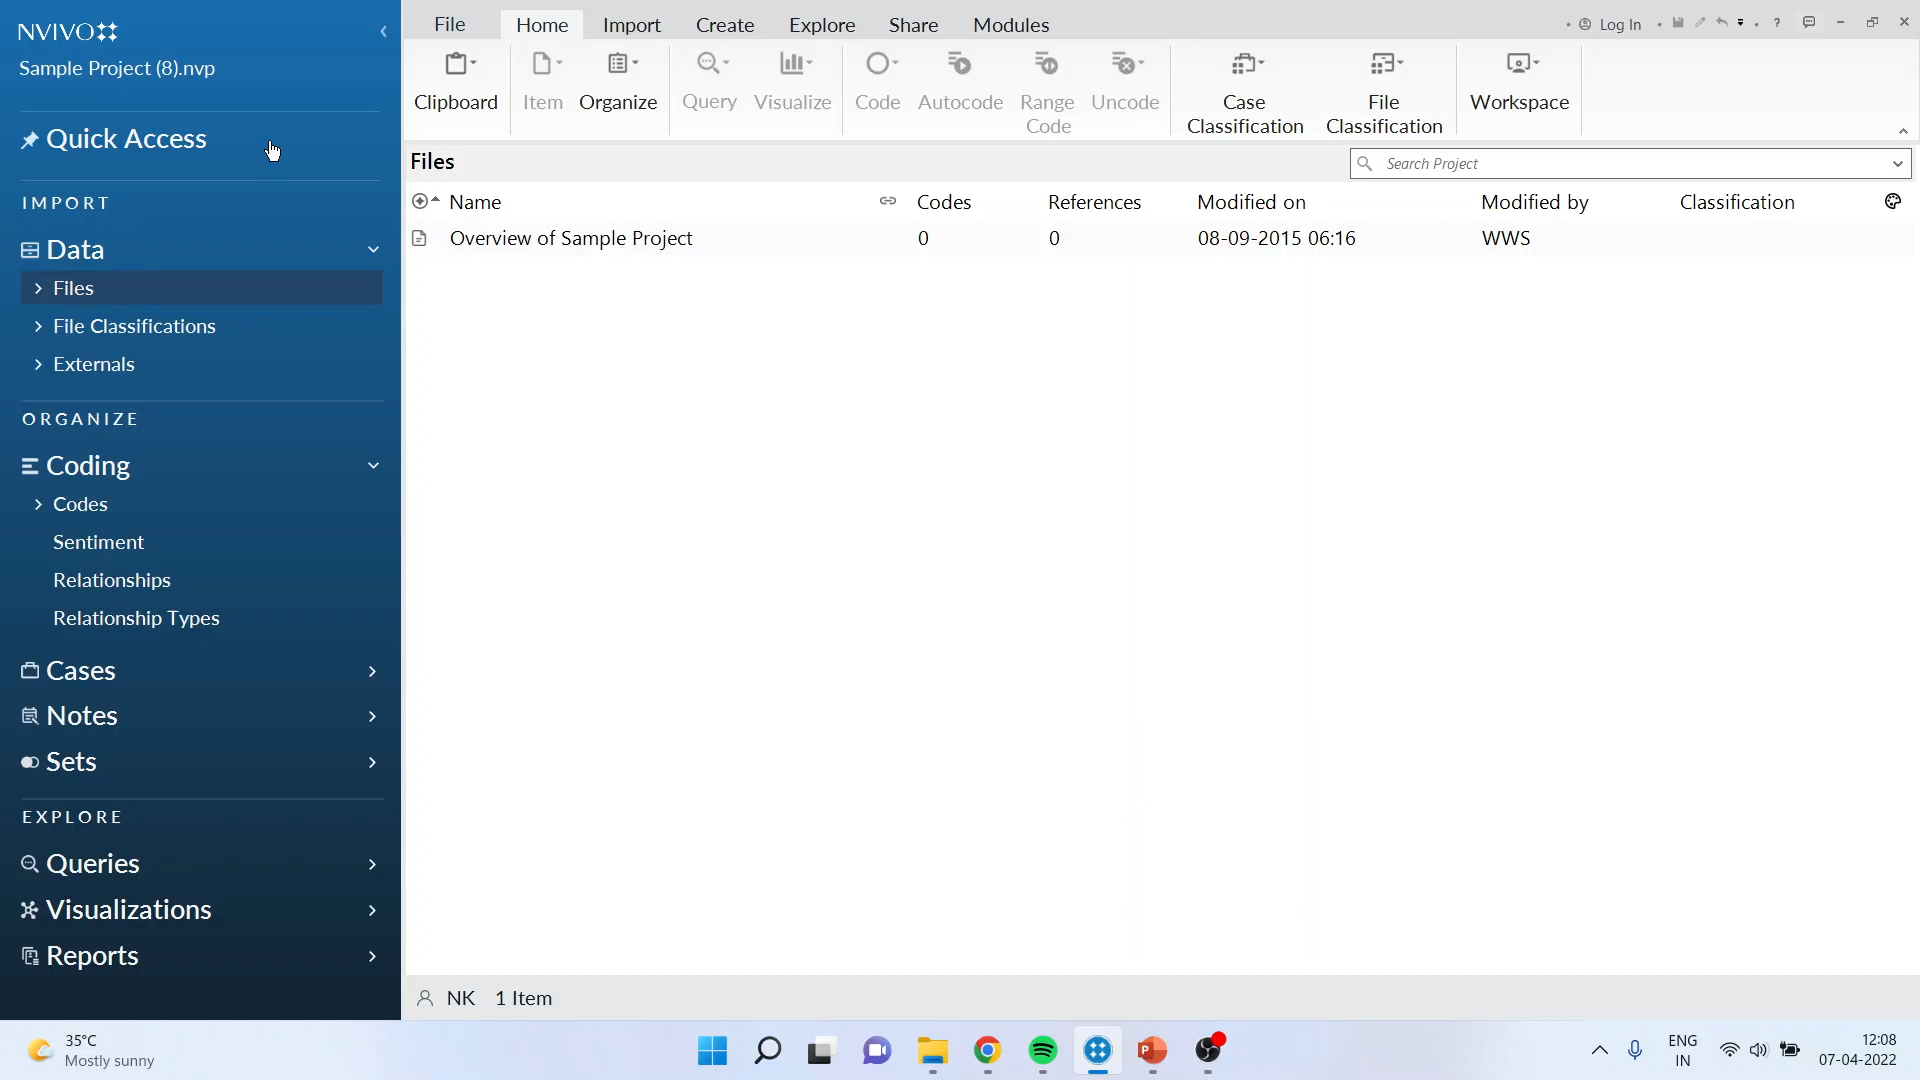 NVIVO
Sample Project (8).nvp
Quick Access
IMPORT
Data
Files
File Classifications
Externals
ORGANIZE
Coding
Codes
Sentiment
Relationships
Relationship Types
Cases
Notes
Sets
EXPLORE
Queries
Visualizations
Reports
File Home Import Create Explore Share Modules
Log In ?
Clipboard Item Organize Query Visualize Code Autocode Range Code Uncode Case Classification File Classification Workspace
Files
Search Project
Name Codes References Modified on Modified by Classification
Overview of Sample Project 0 0 08-09-2015 06:16 WWS
NK 1 Item
35°C
Mostly sunny
ENG
IN
12:08
07-04-2022